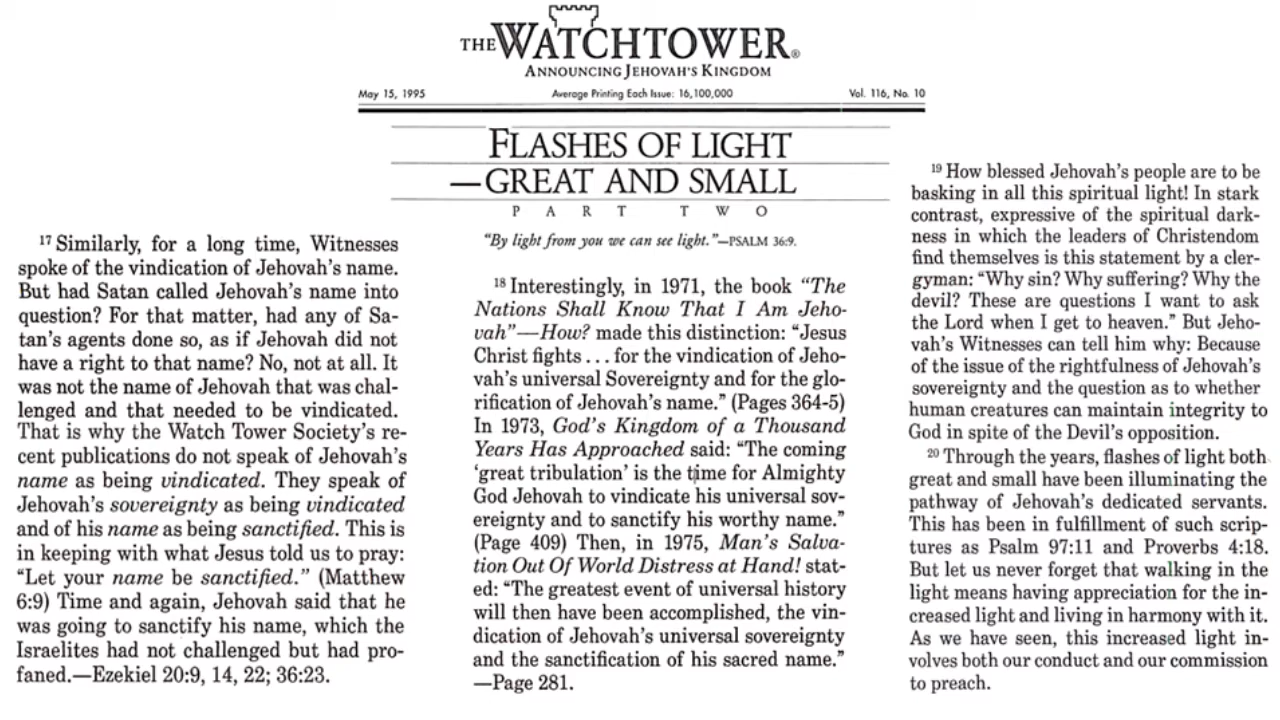 THE WATCHTOWER®
ANNOUNCING JEHOVAH'S KINGDOM
May 15, 1995 Average Printing Each Issue: 16,100,000 Vol. 116, No. 10
FLASHES OF LIGHT
—GREAT AND SMALL
PART TWO
“By light from you we can see light.”—PSALM 36:9.
17 Similarly, for a long time, Witnesses
spoke of the vindication of Jehovah's name.
But had Satan called Jehovah's name into
question? For that matter, had any of Sa-
tan's agents done so, as if Jehovah did not
have a right to that name? No, not at all. It
was not the name of Jehovah that was chal-
lenged and that needed to be vindicated.
That is why the Watch Tower Society's re-
cent publications do not speak of Jehovah's
name as being vindicated. They speak of
Jehovah's sovereignty as being vindicated
and of his name as being sanctified. This is
in keeping with what Jesus told us to pray:
“Let your name be sanctified.” (Matthew
6:9) Time and again, Jehovah said that he
was going to sanctify his name, which the
Israelites had not challenged but had pro-
faned.—Ezekiel 20:9, 14, 22; 36:23.
18 Interestingly, in 1971, the book “The
Nations Shall Know That I Am Jeho-
vah”—How? made this distinction: “Jesus
Christ fights . . . for the vindication of Jeho-
vah's universal Sovereignty and for the glo-
rification of Jehovah's name.” (Pages 364-5)
In 1973, God's Kingdom of a Thousand
Years Has Approached said: “The coming
‘great tribulation’ is the time for Almighty
God Jehovah to vindicate his universal sov-
ereignty and to sanctify his worthy name.”
(Page 409) Then, in 1975, Man's Salva-
tion Out Of World Distress at Hand! stat-
ed: “The greatest event of universal history
will then have been accomplished, the vin-
dication of Jehovah's universal sovereignty
and the sanctification of his sacred name.”
—Page 281.
19 How blessed Jehovah's people are to be
basking in all this spiritual light! In stark
contrast, expressive of the spiritual dark-
ness in which the leaders of Christendom
find themselves is this statement by a cler-
gyman: “Why sin? Why suffering? Why the
devil? These are questions I want to ask
the Lord when I get to heaven.” But Jeho-
vah's Witnesses can tell him why: Because
of the issue of the rightfulness of Jehovah's
sovereignty and the question as to whether
human creatures can maintain integrity to
God in spite of the Devil's opposition.
20 Through the years, flashes of light both
great and small have been illuminating the
pathway of Jehovah's dedicated servants.
This has been in fulfillment of such scrip-
tures as Psalm 97:11 and Proverbs 4:18.
But let us never forget that walking in the
light means having appreciation for the in-
creased light and living in harmony with it.
As we have seen, this increased light in-
volves both our conduct and our commission
to preach.